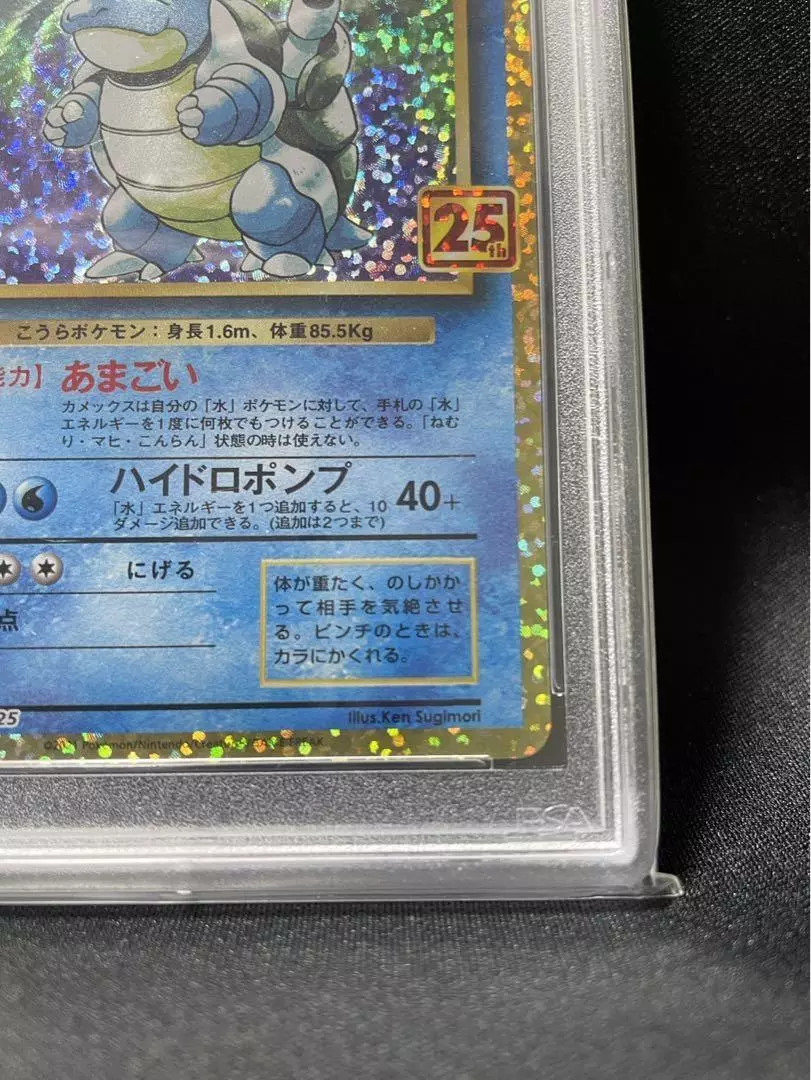 25
th
こうらポケモン：身長1.6m、体重85.5Kg
力】 あまごい
カメックスは自分の「水」ポケモンに対して、手札の「水」
エネルギーを1度に何枚でもつけることができる。「ねむ
り・マヒ・こんらん」状態の時は使えない。
ハイドロポンプ 40+
「水」エネルギーを1つ追加すると、10
ダメージ追加できる。(追加は2つまで)
にげる
点
体が重たく、のしかか
って相手を気絶させ
る。ピンチのときは、
カラにかくれる。
25
Illus.Ken Sugimori
Pokémon/Nintendo/
PSA